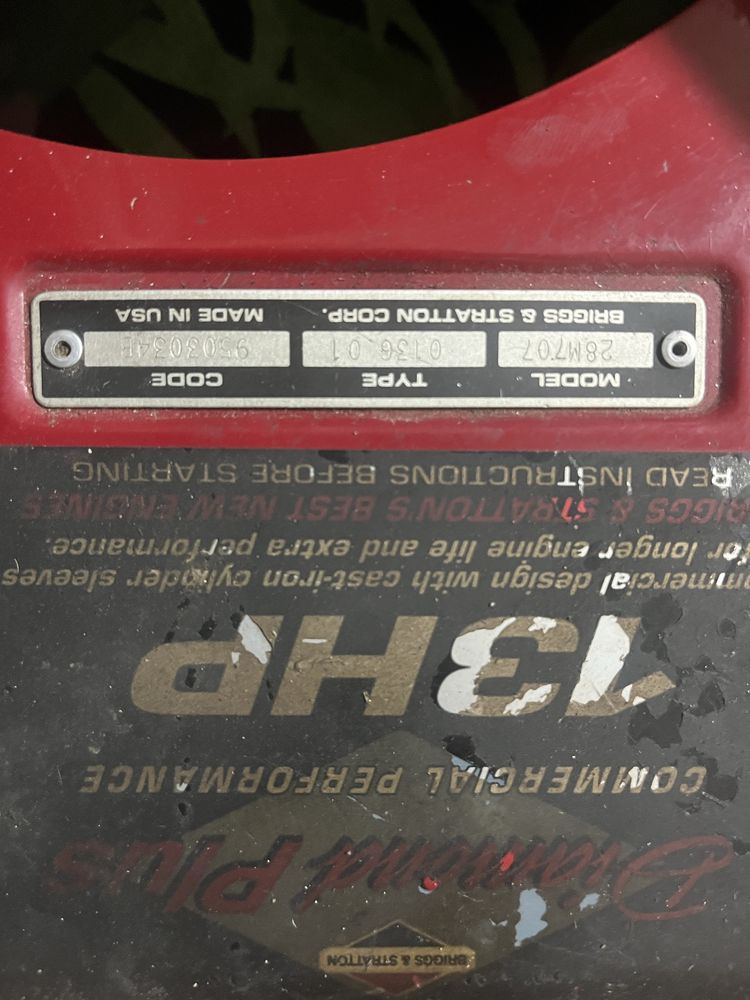 BRIGGS & STRATTON
Diamond Plus
COMMERCIAL PERFORMANCE
13HP
mmercial design with cast-iron cylinder sleeves
for longer engine life and extra performance.
RIGGS & STRATTON'S BEST NEW ENGINES
READ INSTRUCTIONS BEFORE STARTING
MODEL TYPE CODE
28M707 0136 01 9503034E
BRIGGS & STRATTON CORP. MADE IN USA